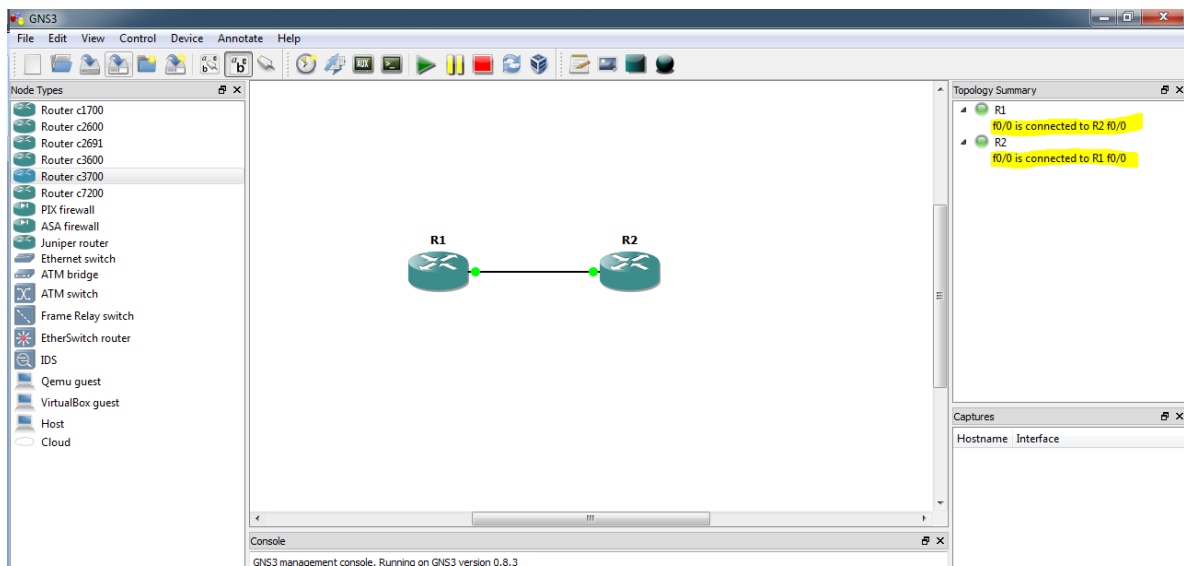 GNS3
File Edit View Control Device Annotate Help
Node Types
Router c1700
Router c2600
Router c2691
Router c3600
Router c3700
Router c7200
PIX firewall
ASA firewall
Juniper router
Ethernet switch
ATM bridge
ATM switch
Frame Relay switch
EtherSwitch router
IDS
Qemu guest
VirtualBox guest
Host
Cloud
R1
R2
Topology Summary
R1
f0/0 is connected to R2 f0/0
R2
f0/0 is connected to R1 f0/0
Captures
Hostname Interface
Console
GNS3 management console. Running on GNS3 version 0.8.3